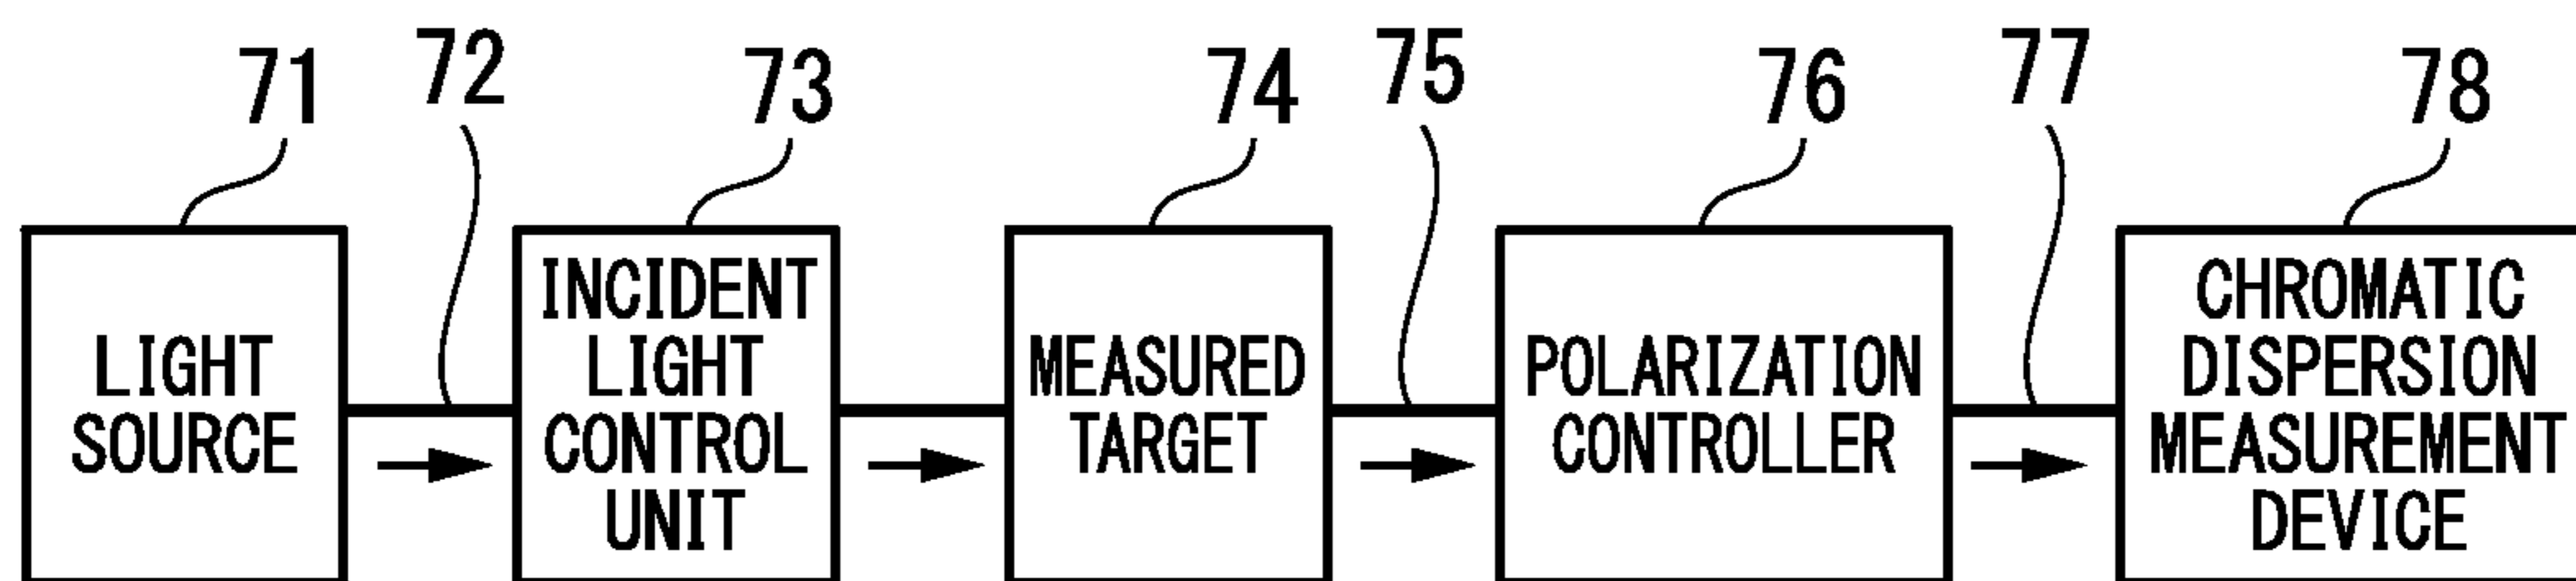 71
72
73
74
75
76
77
78
LIGHT
SOURCE
INCIDENT
LIGHT
CONTROL
UNIT
MEASURED
TARGET
POLARIZATION
CONTROLLER
CHROMATIC
DISPERSION
MEASUREMENT
DEVICE